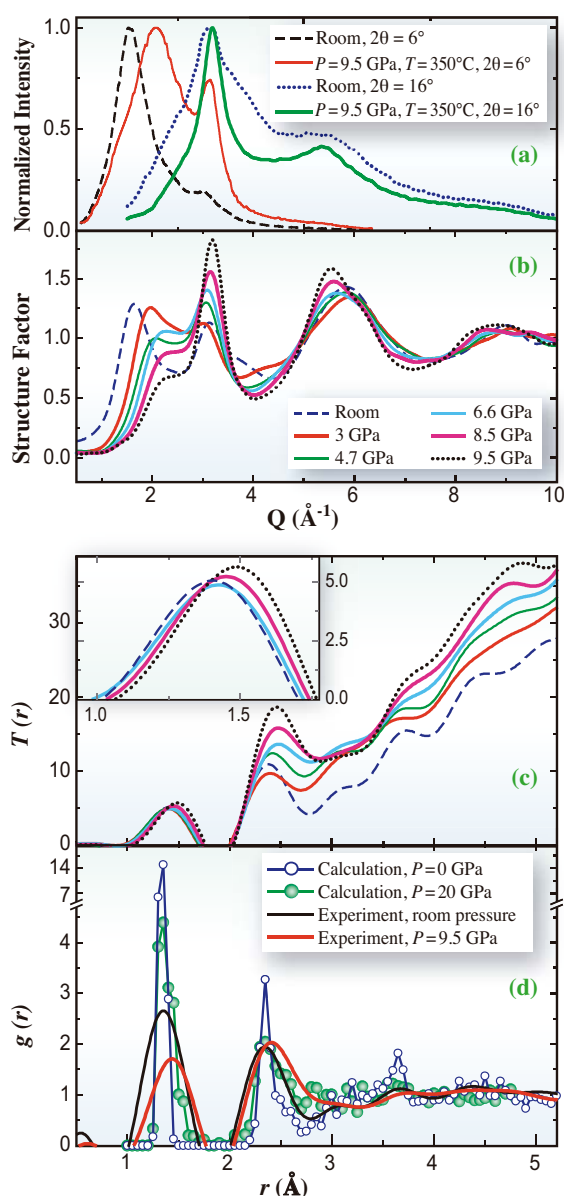 1.0
0.5
0.0
Normalized Intensity
Room, 2θ = 6°
P = 9.5 GPa, T = 350°C, 2θ = 6°
Room, 2θ = 16°
P = 9.5 GPa, T = 350°C, 2θ = 16°
(a)
1.5
1.0
0.5
0.0
Structure Factor
(b)
Room
3 GPa
4.7 GPa
6.6 GPa
8.5 GPa
9.5 GPa
2 4 6 8 10
Q (Å-1)
30
20
10
0
T (r)
5.0
2.5
0.0
1.0 1.5
(c)
14
7
4
3
2
1
0
g (r)
Calculation, P = 0 GPa
Calculation, P = 20 GPa
Experiment, room pressure
Experiment, P = 9.5 GPa
(d)
1 2 3 4 5
r (Å)